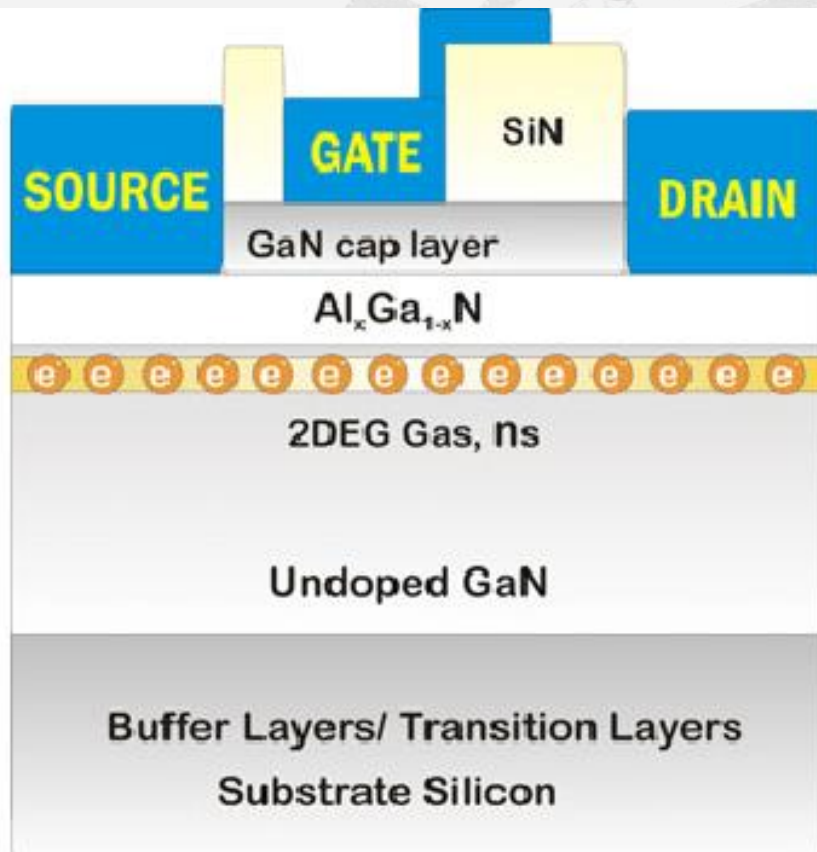 SOURCE
GATE
SiN
DRAIN
GaN cap layer
AlₓGa₁₋ₓN
e e e e e e e e e e e e e e
2DEG Gas, ns
Undoped GaN
Buffer Layers/ Transition Layers
Substrate Silicon